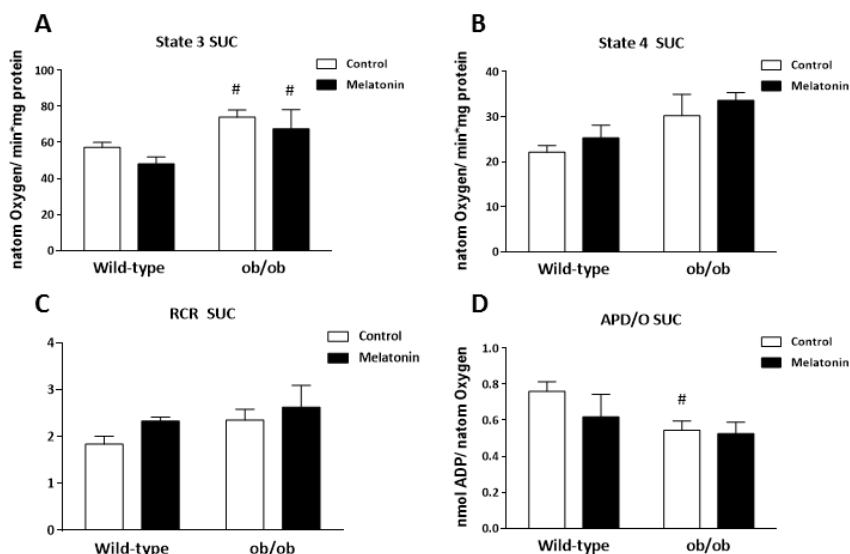 A
State 3 SUC
Control
Melatonin
natom Oxygen/ min*mg protein
100
80
60
40
20
0
#
#
Wild-type
ob/ob
B
State 4 SUC
Control
Melatonin
natom Oxygen/ min*mg protein
40
30
20
10
0
Wild-type
ob/ob
C
RCR SUC
Control
Melatonin
4
3
2
1
0
Wild-type
ob/ob
D
APD/O SUC
Control
Melatonin
nmol ADP/ natom Oxygen
1.0
0.8
0.6
0.4
0.2
0.0
#
Wild-type
ob/ob